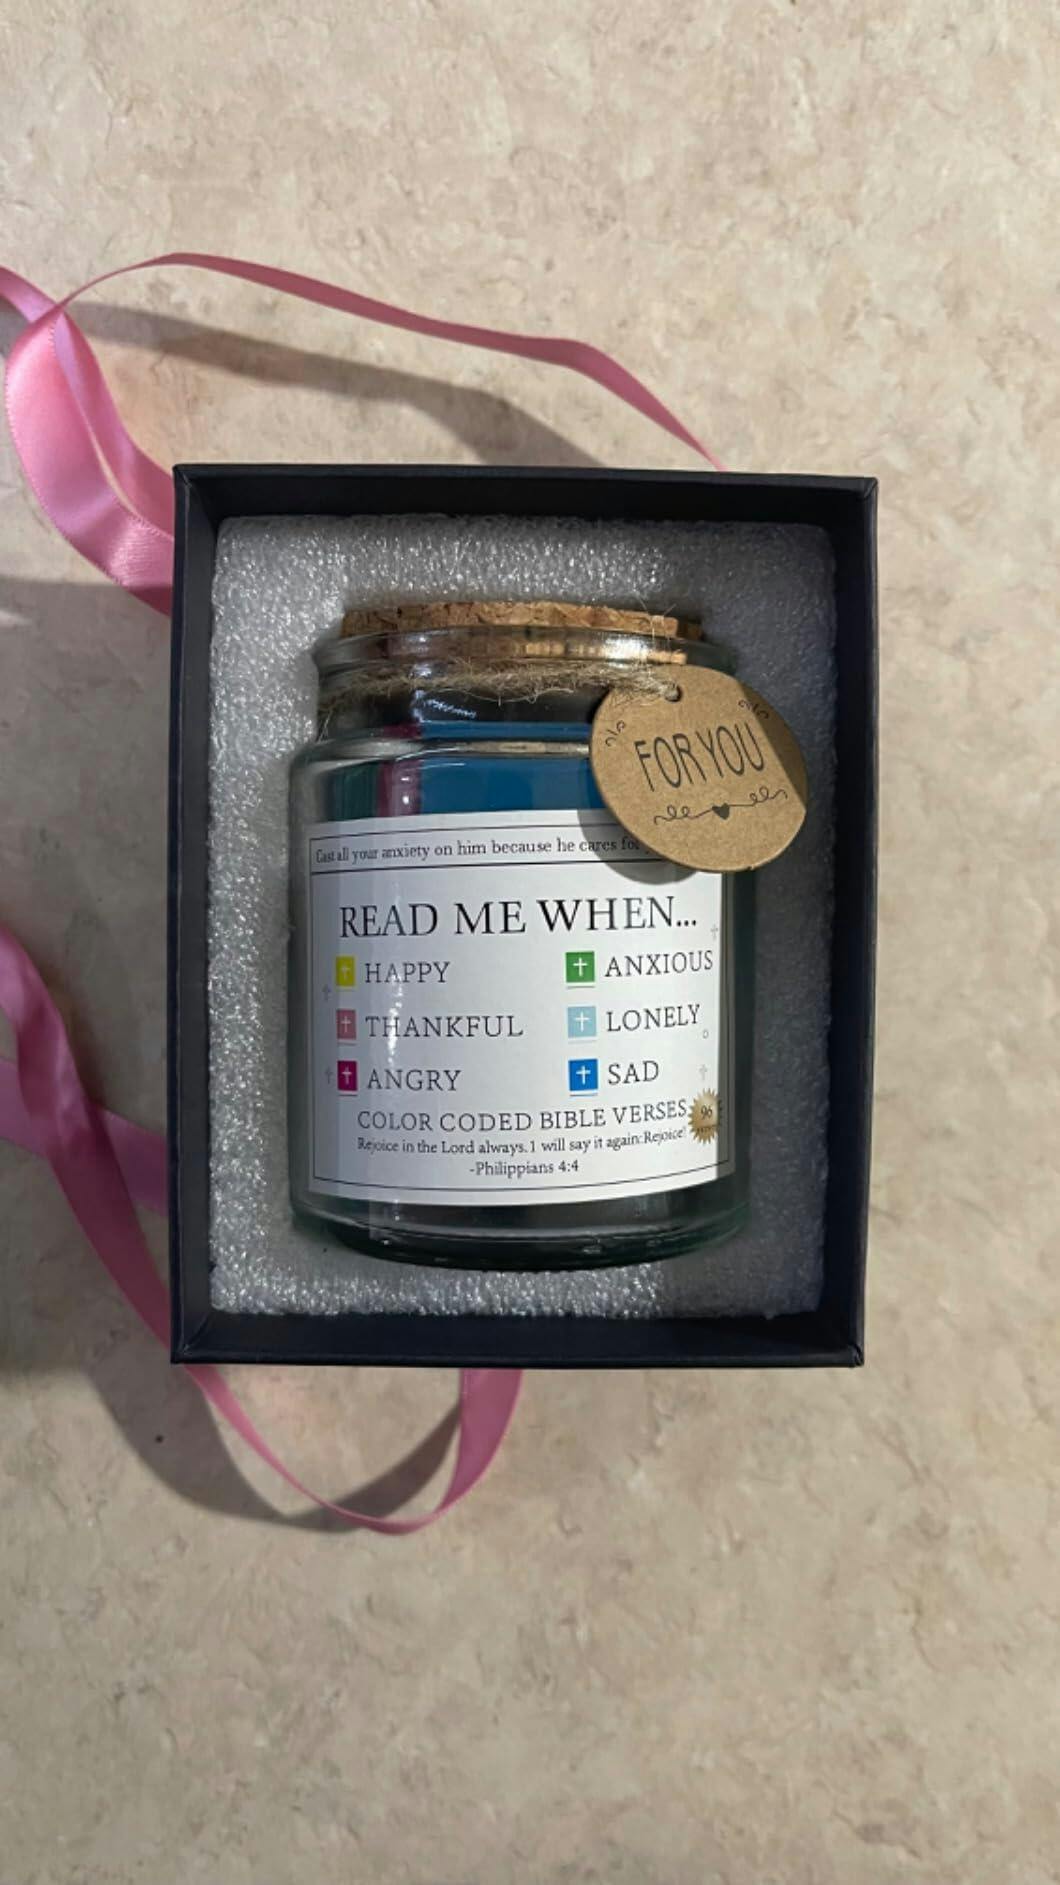 FOR YOU
Cast all your anxiety on him because he cares for
READ ME WHEN...
HAPPY
ANXIOUS
THANKFUL
LONELY
ANGRY
SAD
COLOR CODED BIBLE VERSES
96
Rejoice in the Lord always. I will say it again: Rejoice!
-Philippians 4:4